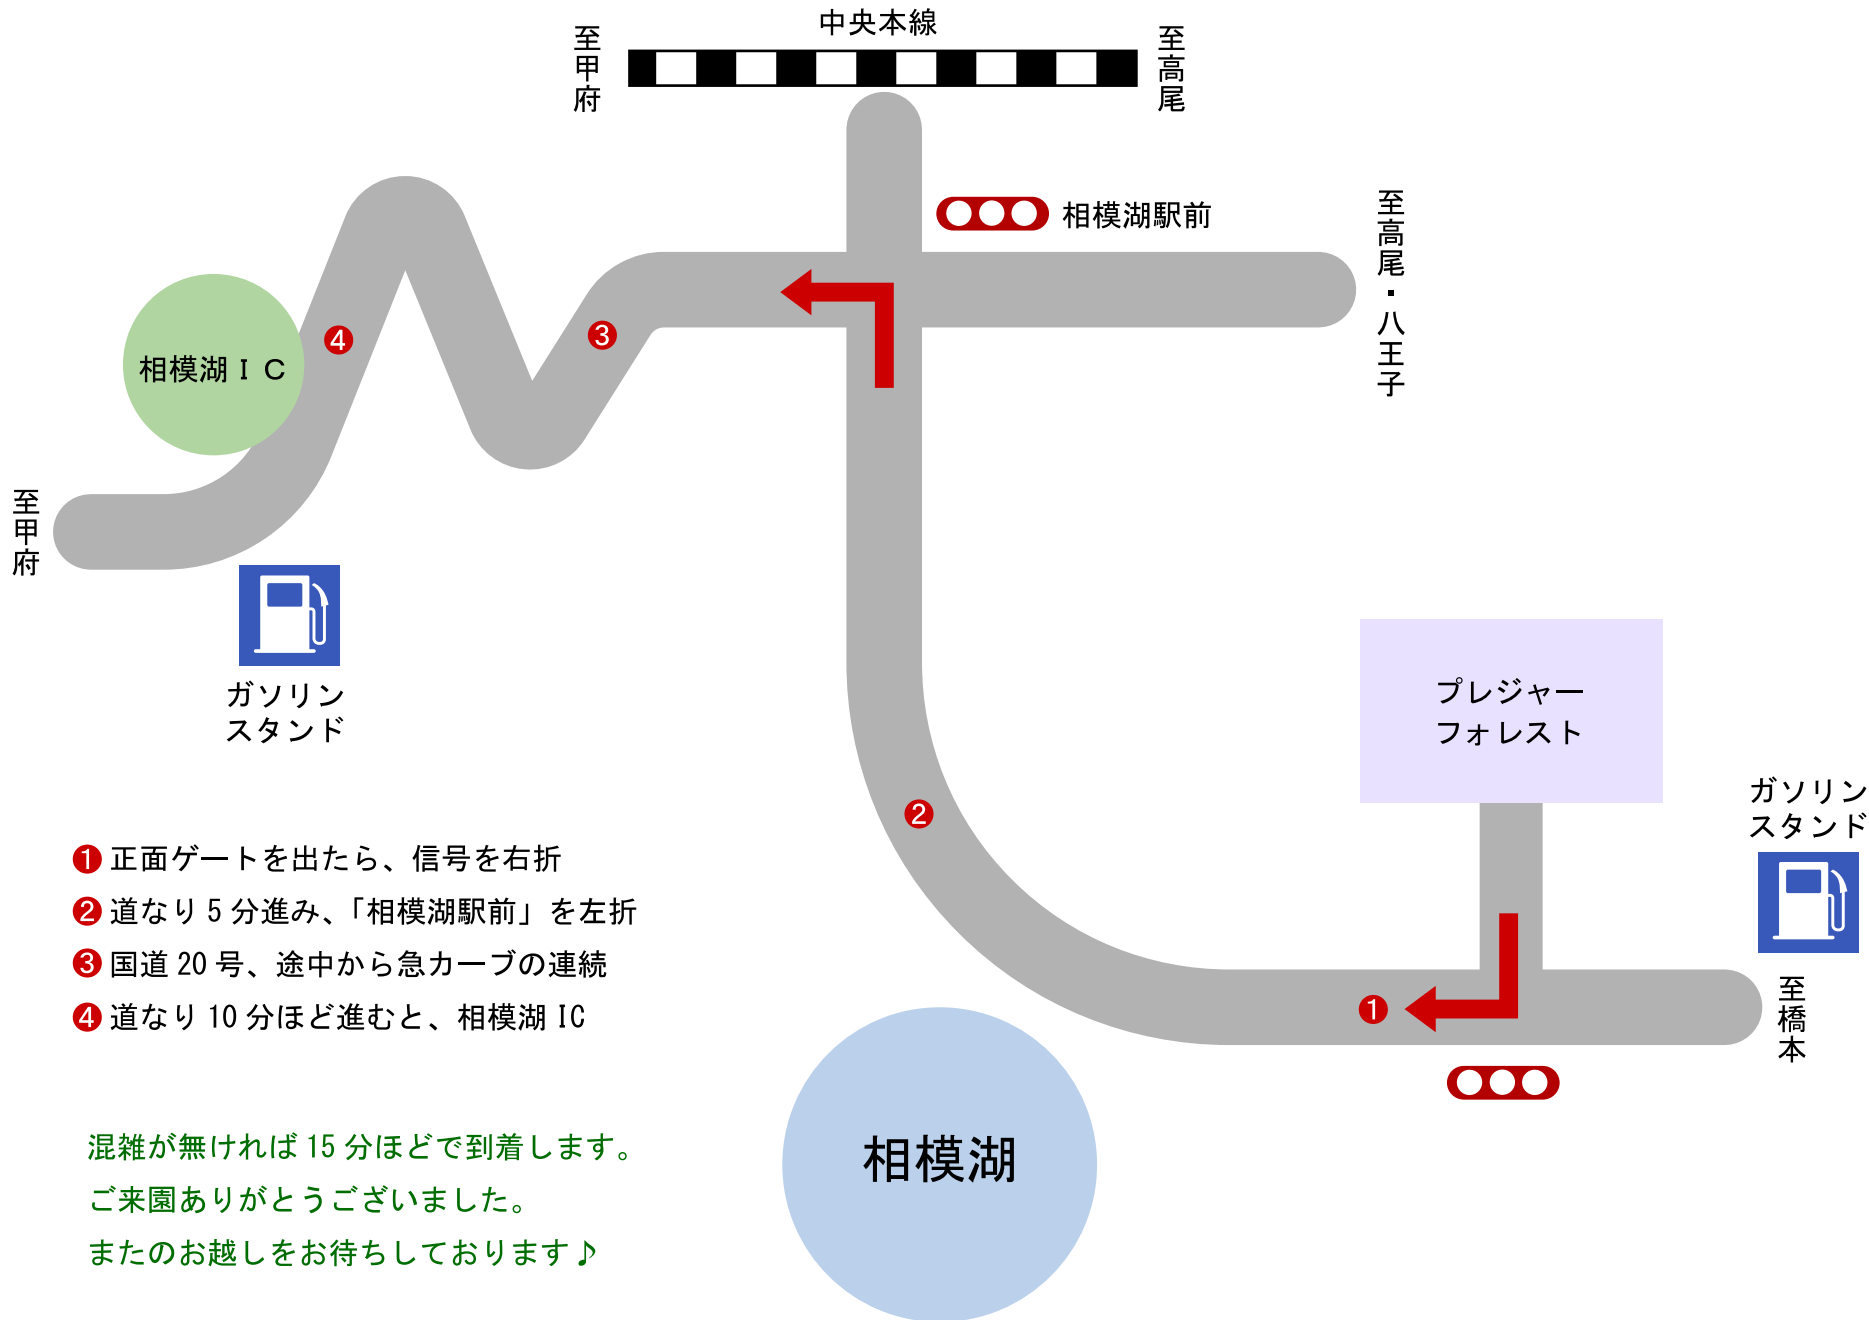 中央本線
至甲府
至高尾
相模湖駅前
至高尾・八王子
相模湖ＩＣ
至甲府
ガソリン
スタンド
プレジャー
フォレスト
ガソリン
スタンド
至橋本
❶
❷
❸
❹
❶正面ゲートを出たら、信号を右折
❷道なり5分進み、「相模湖駅前」を左折
❸国道20号、途中から急カーブの連続
❹道なり10分ほど進むと、相模湖IC
相模湖
混雑が無ければ15分ほどで到着します。
ご来園ありがとうございました。
またのお越しをお待ちしております♪